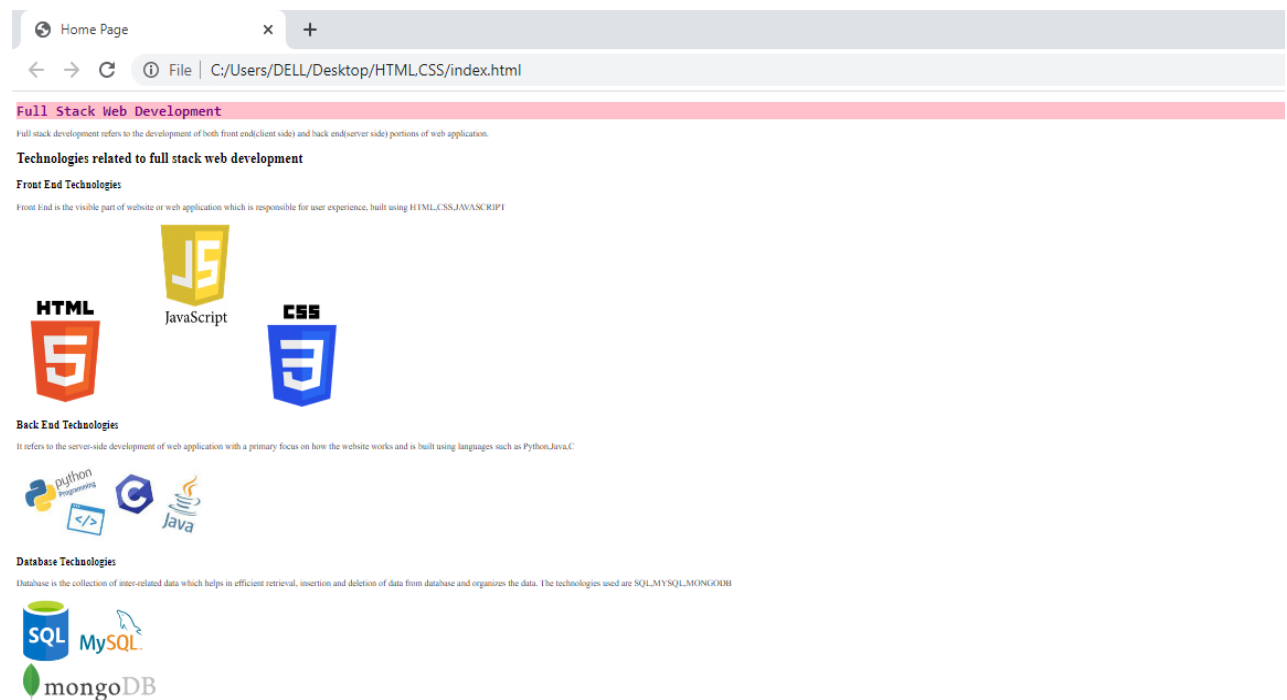 Home Page
File | C:/Users/DELL/Desktop/HTML,CSS/index.html
Full Stack Web Development
Full stack development refers to the development of both front end(client side) and back end(server side) portions of web application.
Technologies related to full stack web development
Front End Technologies
Front End is the visible part of website or web application which is responsible for user experience, built using HTML,CSS,JAVASCRIPT
JS
HTML
JavaScript
CSS
5
3
Back End Technologies
It refers to the server-side development of web application with a primary focus on how the website works and is built using languages such as Python,Java,C
python
Programming
</>
C
Java
Database Technologies
Database is the collection of inter-related data which helps in efficient retrieval, insertion and deletion of data from database and organizes the data. The technologies used are SQL,MYSQL,MONGODB
SQL
MySQL
mongoDB